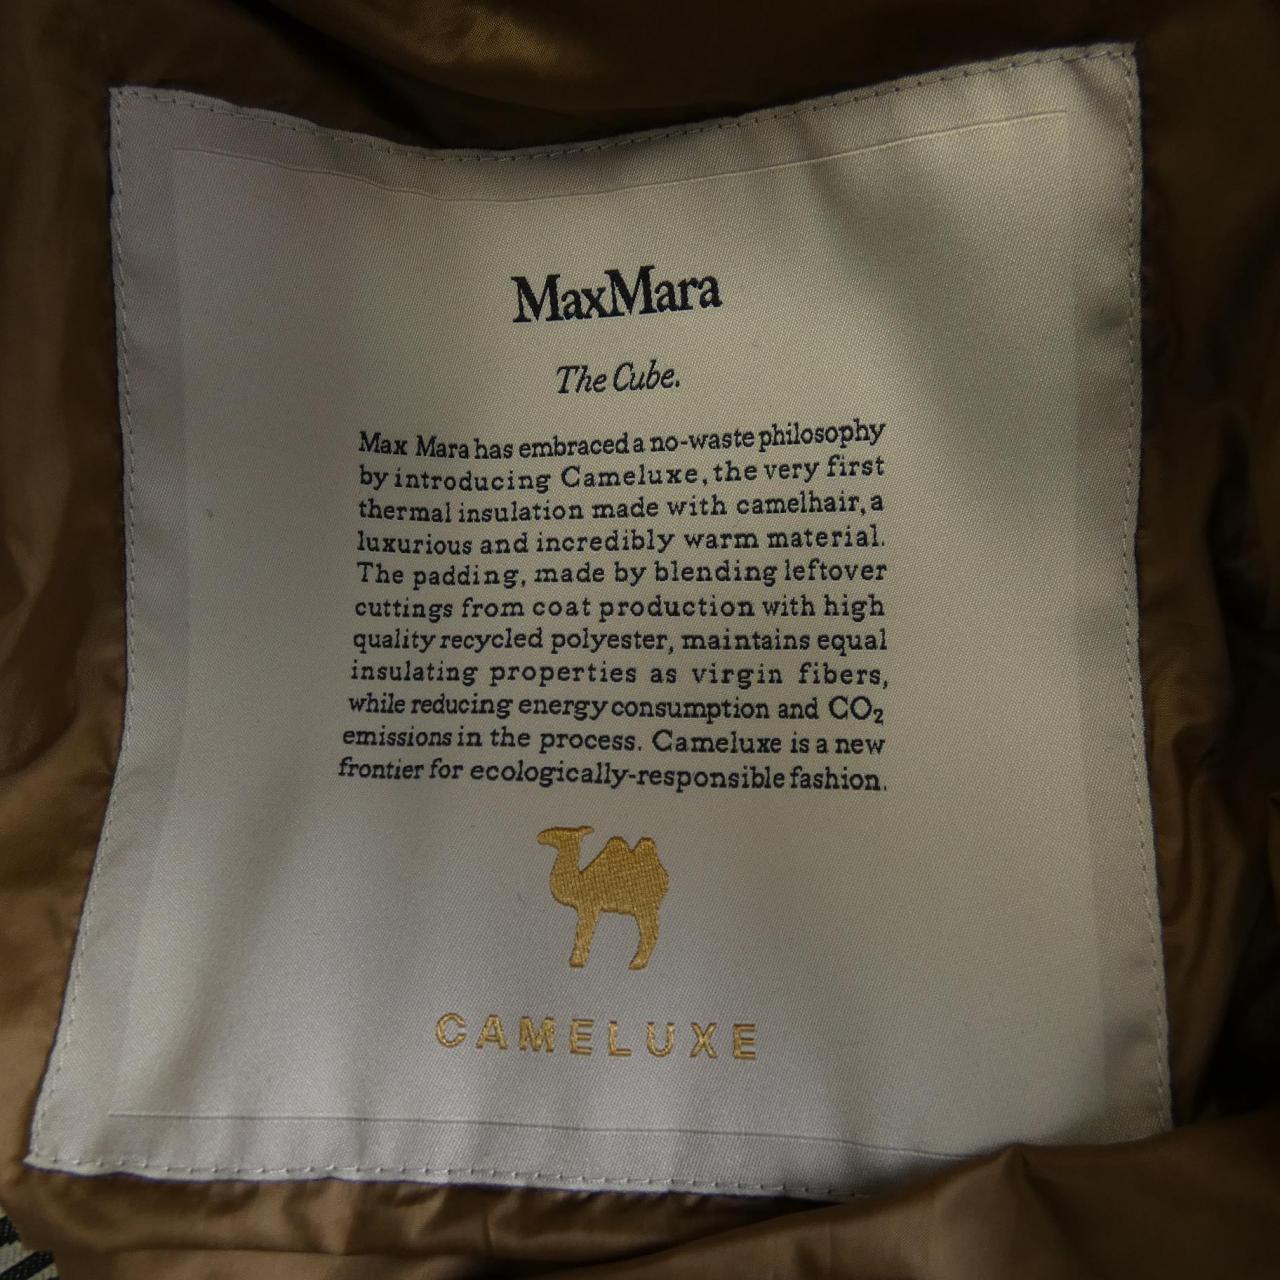 MaxMara
The Cube.
Max Mara has embraced a no-waste philosophy
by introducing Cameluxe, the very first
thermal insulation made with camelhair, a
luxurious and incredibly warm material.
The padding, made by blending leftover
cuttings from coat production with high
quality recycled polyester, maintains equal
insulating properties as virgin fibers,
while reducing energy consumption and CO₂
emissions in the process. Cameluxe is a new
frontier for ecologically-responsible fashion.
CAMELUXE